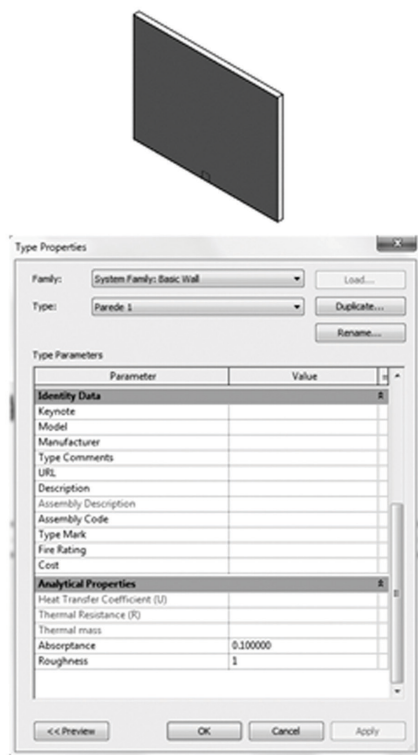 Type Properties
Family: System Family: Basic Wall Load...
Type: Parede 1 Duplicate...
Rename...
Type Parameters
Parameter Value =
Identity Data
Keynote
Model
Manufacturer
Type Comments
URL
Description
Assembly Description
Assembly Code
Type Mark
Fire Rating
Cost
Analytical Properties
Heat Transfer Coefficient (U)
Thermal Resistance (R)
Thermal mass
Absorptance 0.100000
Roughness 1
<< Preview OK Cancel Apply